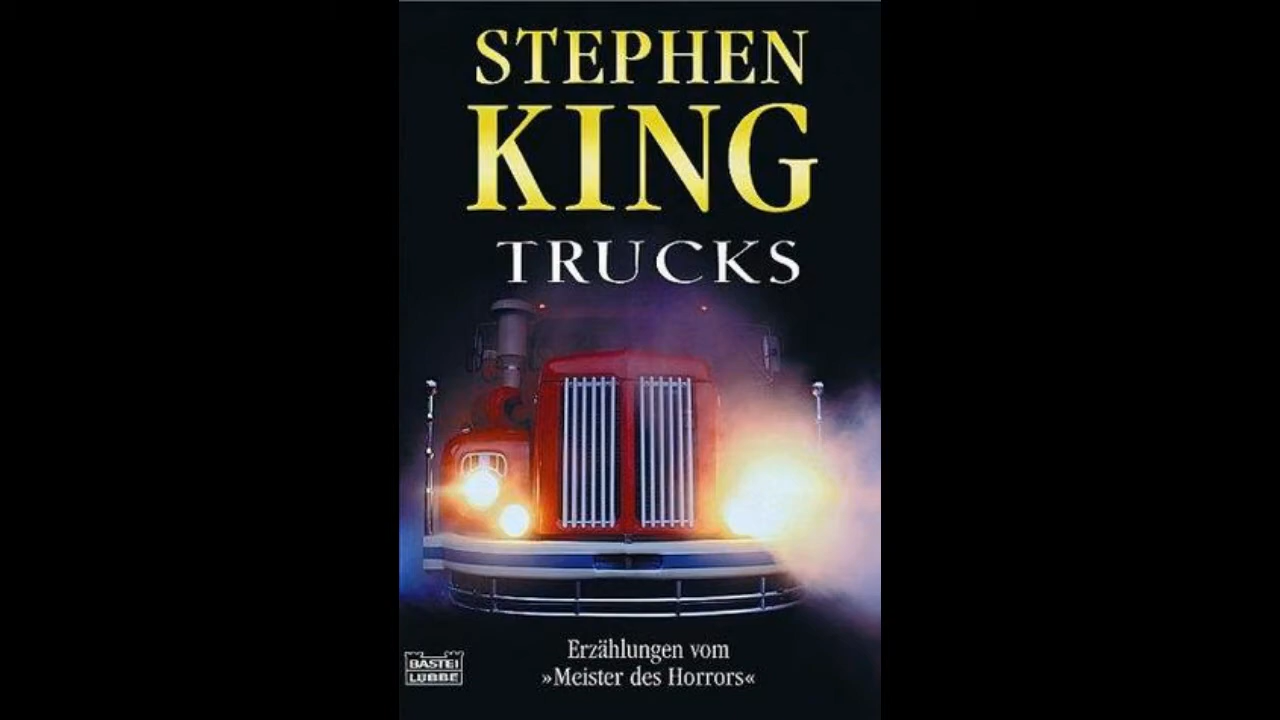 STEPHEN
KING
TRUCKS
Erzählungen vom
»Meister des Horrors«
BASTEI
LÜBBE